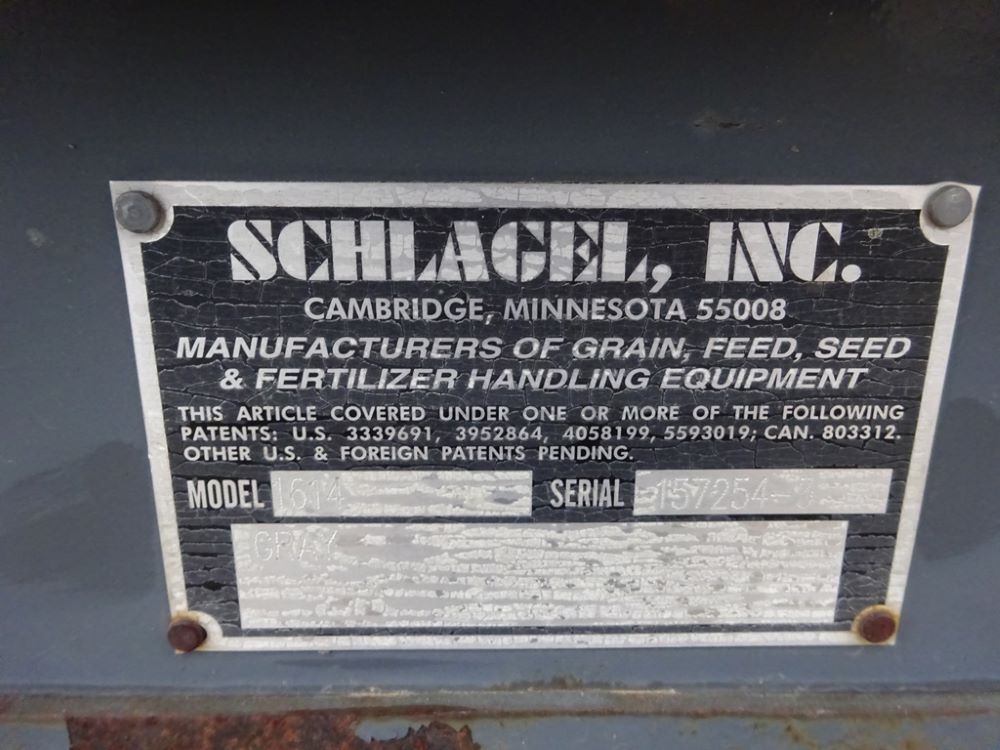 SCHLAGEL, INC.
CAMBRIDGE, MINNESOTA 55008
MANUFACTURERS OF GRAIN, FEED, SEED
& FERTILIZER HANDLING EQUIPMENT
THIS ARTICLE COVERED UNDER ONE OR MORE OF THE FOLLOWING
PATENTS: U.S. 3339691, 3952864, 4058199, 5593019; CAN. 803312.
OTHER U.S. & FOREIGN PATENTS PENDING.
MODEL 1614 SERIAL
GRAY